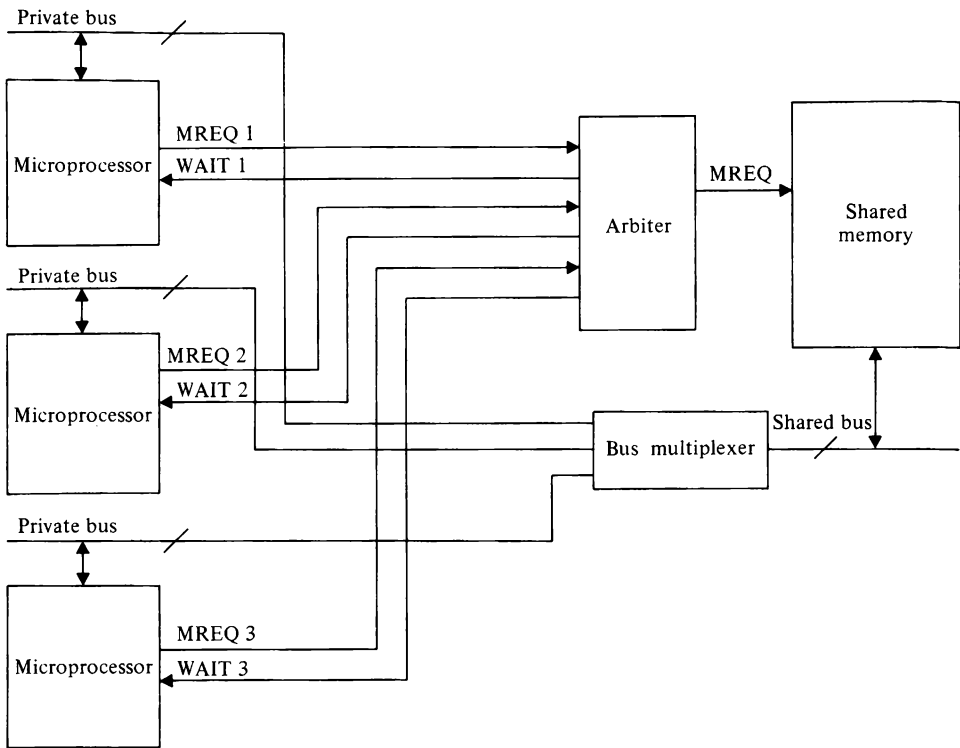 Private bus
Microprocessor
MREQ 1
WAIT 1
Arbiter
MREQ
Shared
memory
Private bus
Microprocessor
MREQ 2
WAIT 2
Bus multiplexer
Shared bus
Private bus
Microprocessor
MREQ 3
WAIT 3